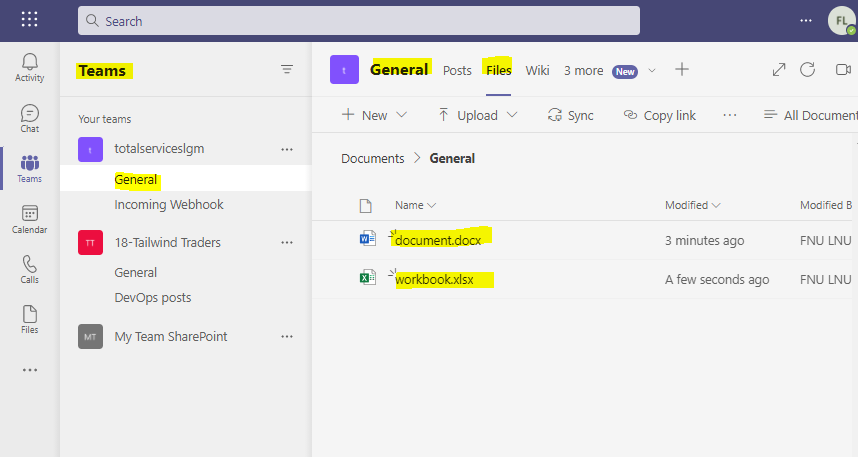 Search
FL
Activity
Chat
Teams
Calendar
Calls
Files
Teams
Your teams
t totalserviceslgm
General
Incoming Webhook
TT 18-Tailwind Traders
General
DevOps posts
MT My Team SharePoint
t General Posts Files Wiki 3 more New
New Upload Sync Copy link All Document
Documents General
Name Modified Modified B
document.docx 3 minutes ago FNU LNU
workbook.xlsx A few seconds ago FNU LNU